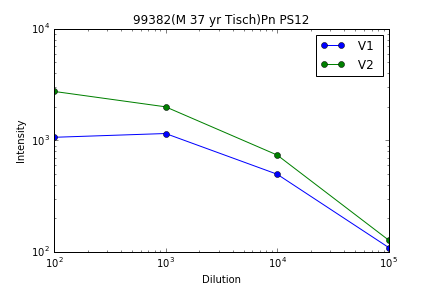 99382(M 37 yr Tisch)Pn PS12
10^4
V1
V2
10^3
Intensity
10^2
10^2 10^3 10^4 10^5
Dilution